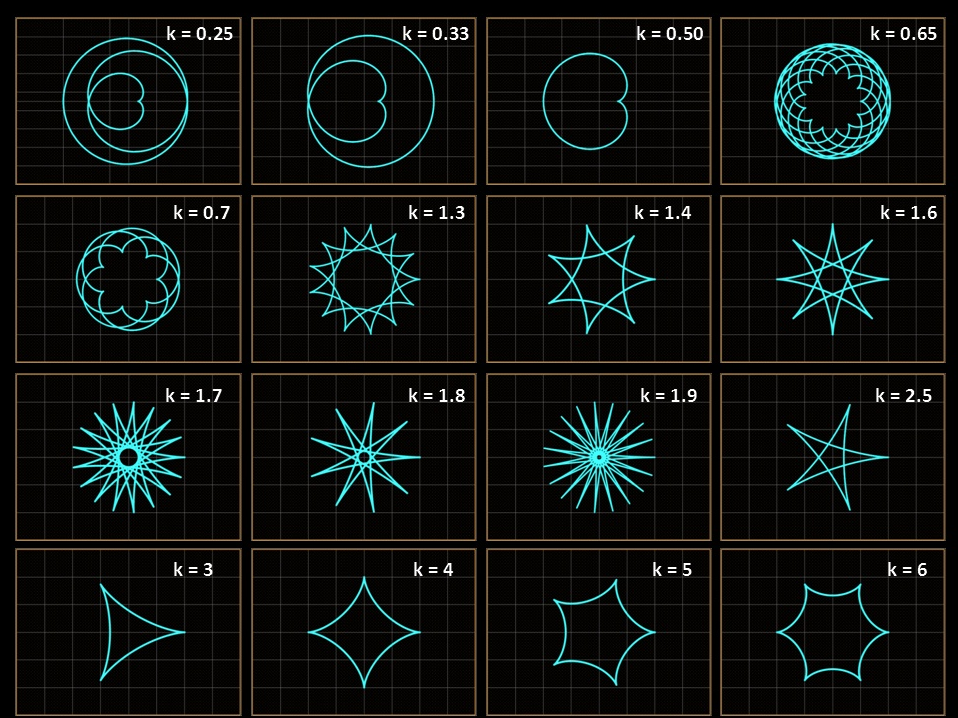 k = 0.25
k = 0.33
k = 0.50
k = 0.65
k = 0.7
k = 1.3
k = 1.4
k = 1.6
k = 1.7
k = 1.8
k = 1.9
k = 2.5
k = 3
k = 4
k = 5
k = 6